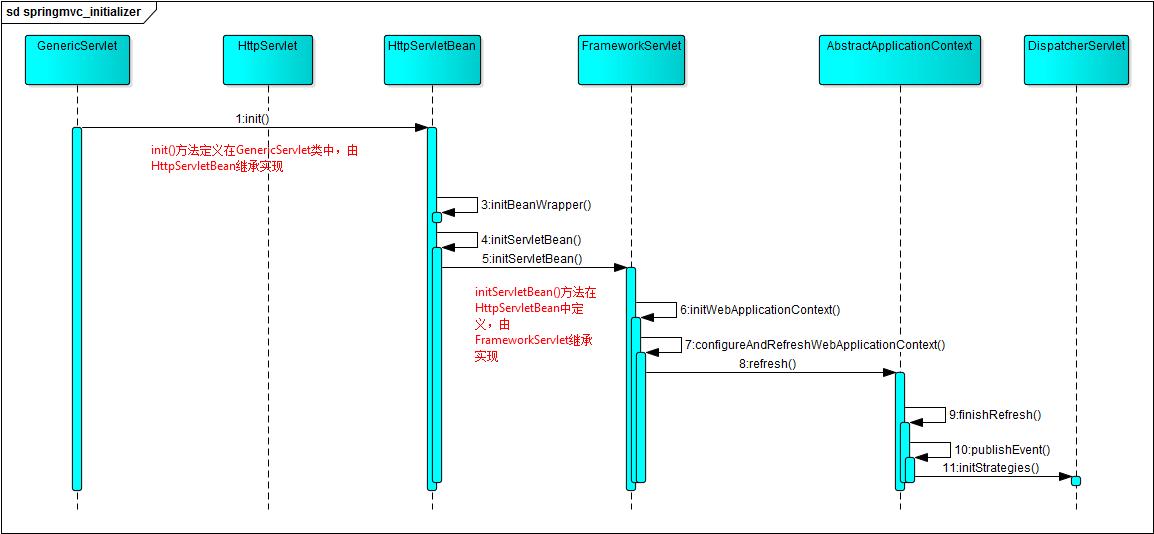 sd springmvc_initializer
GenericServlet
HttpServlet
HttpServletBean
FrameworkServlet
AbstractApplicationContext
DispatcherServlet
1:init()
init()方法定义在GenericServlet类中，由
HttpServletBean继承实现
3:initBeanWrapper()
4:initServletBean()
5:initServletBean()
initServletBean()方法在
HttpServletBean中定
义，由
FrameworkServlet继承
实现
6:initWebApplicationContext()
7:configureAndRefreshWebApplicationContext()
8:refresh()
9:finishRefresh()
10:publishEvent()
11:initStrategies()